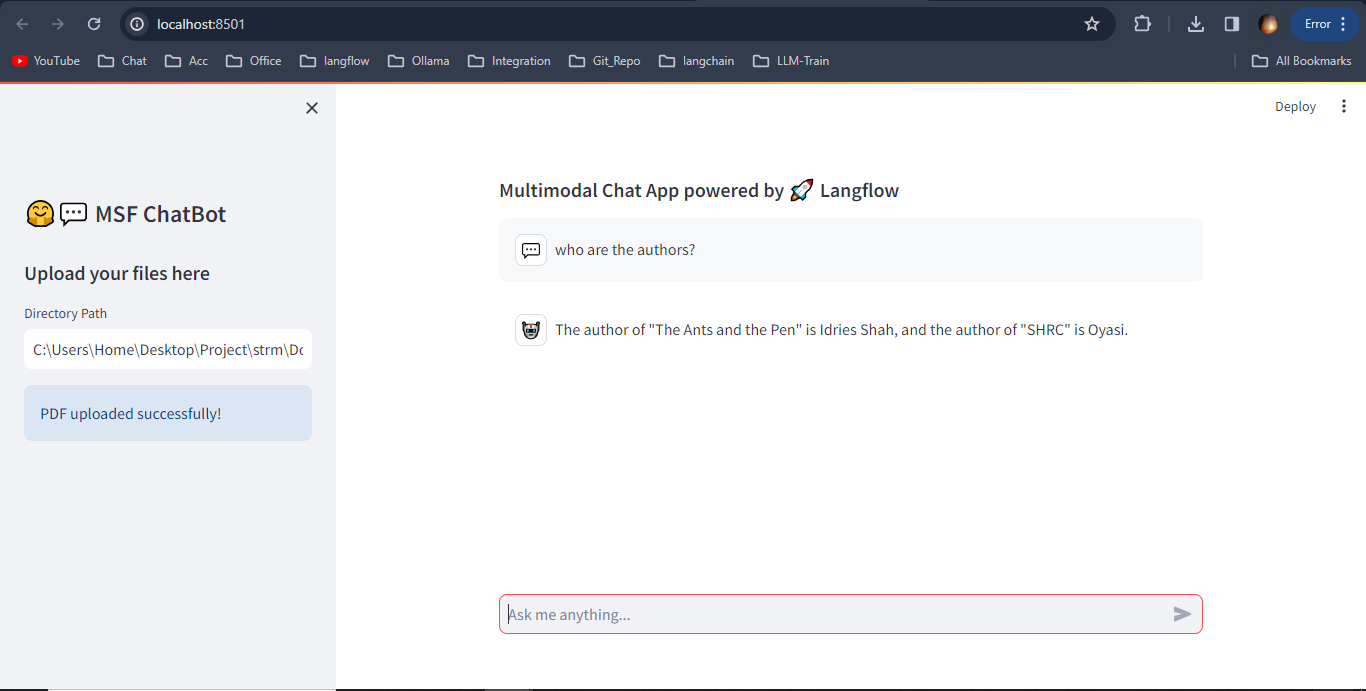 localhost:8501
Error
YouTube Chat Acc Office langflow Ollama Integration Git_Repo langchain LLM-Train All Bookmarks
Deploy
MSF ChatBot
Upload your files here
Directory Path
C:\Users\Home\Desktop\Project\strm\Dc
PDF uploaded successfully!
Multimodal Chat App powered by 🚀 Langflow
who are the authors?
The author of "The Ants and the Pen" is Idries Shah, and the author of "SHRC" is Oyasi.
Ask me anything...